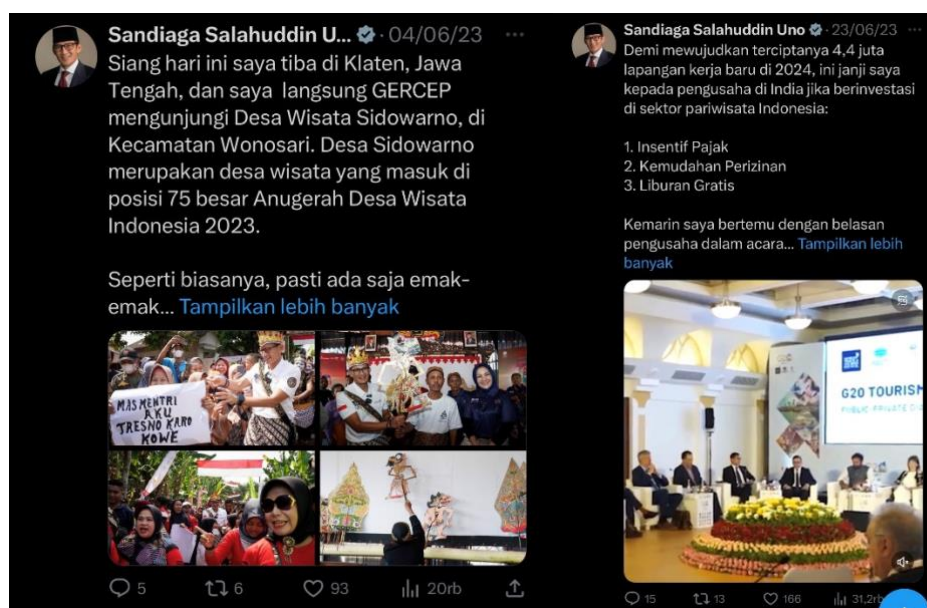 Sandiaga Salahuddin U... · 04/06/23 ...
Siang hari ini saya tiba di Klaten, Jawa
Tengah, dan saya langsung GERCEP
mengunjungi Desa Wisata Sidowarno, di
Kecamatan Wonosari. Desa Sidowarno
merupakan desa wisata yang masuk di
posisi 75 besar Anugerah Desa Wisata
Indonesia 2023.
Seperti biasanya, pasti ada saja emak-
emak... Tampilkan lebih banyak
MAS MENTRI
AKU
TRESNO KARO
KOWE
5 6 93 20rb
Sandiaga Salahuddin Uno · 23/06/23 ...
Demi mewujudkan terciptanya 4,4 juta
lapangan kerja baru di 2024, ini janji saya
kepada pengusaha di India jika berinvestasi
di sektor pariwisata Indonesia:
1. Insentif Pajak
2. Kemudahan Perizinan
3. Liburan Gratis
Kemarin saya bertemu dengan belasan
pengusaha dalam acara... Tampilkan lebih
banyak
G20 TOURISM
PUBLIC-PRIVATE
15 13 166 31,2rb